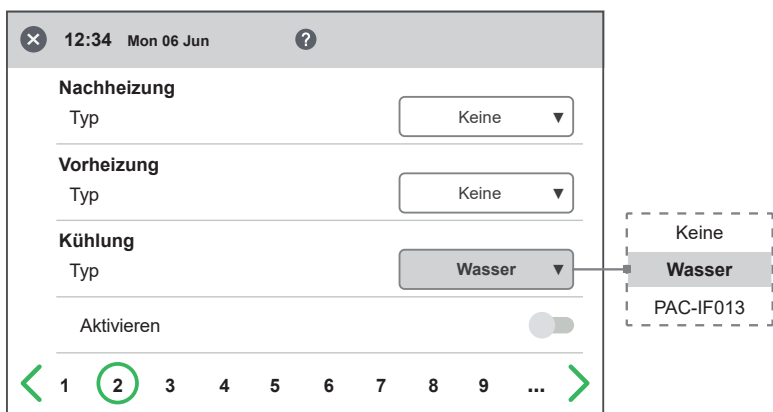 12:34 Mon 06 Jun ?
Nachheizung
Typ Keine ▼
Vorheizung
Typ Keine ▼
Kühlung
Typ Wasser ▼
Aktivieren
1 2 3 4 5 6 7 8 9 ...
Keine
Wasser
PAC-IF013